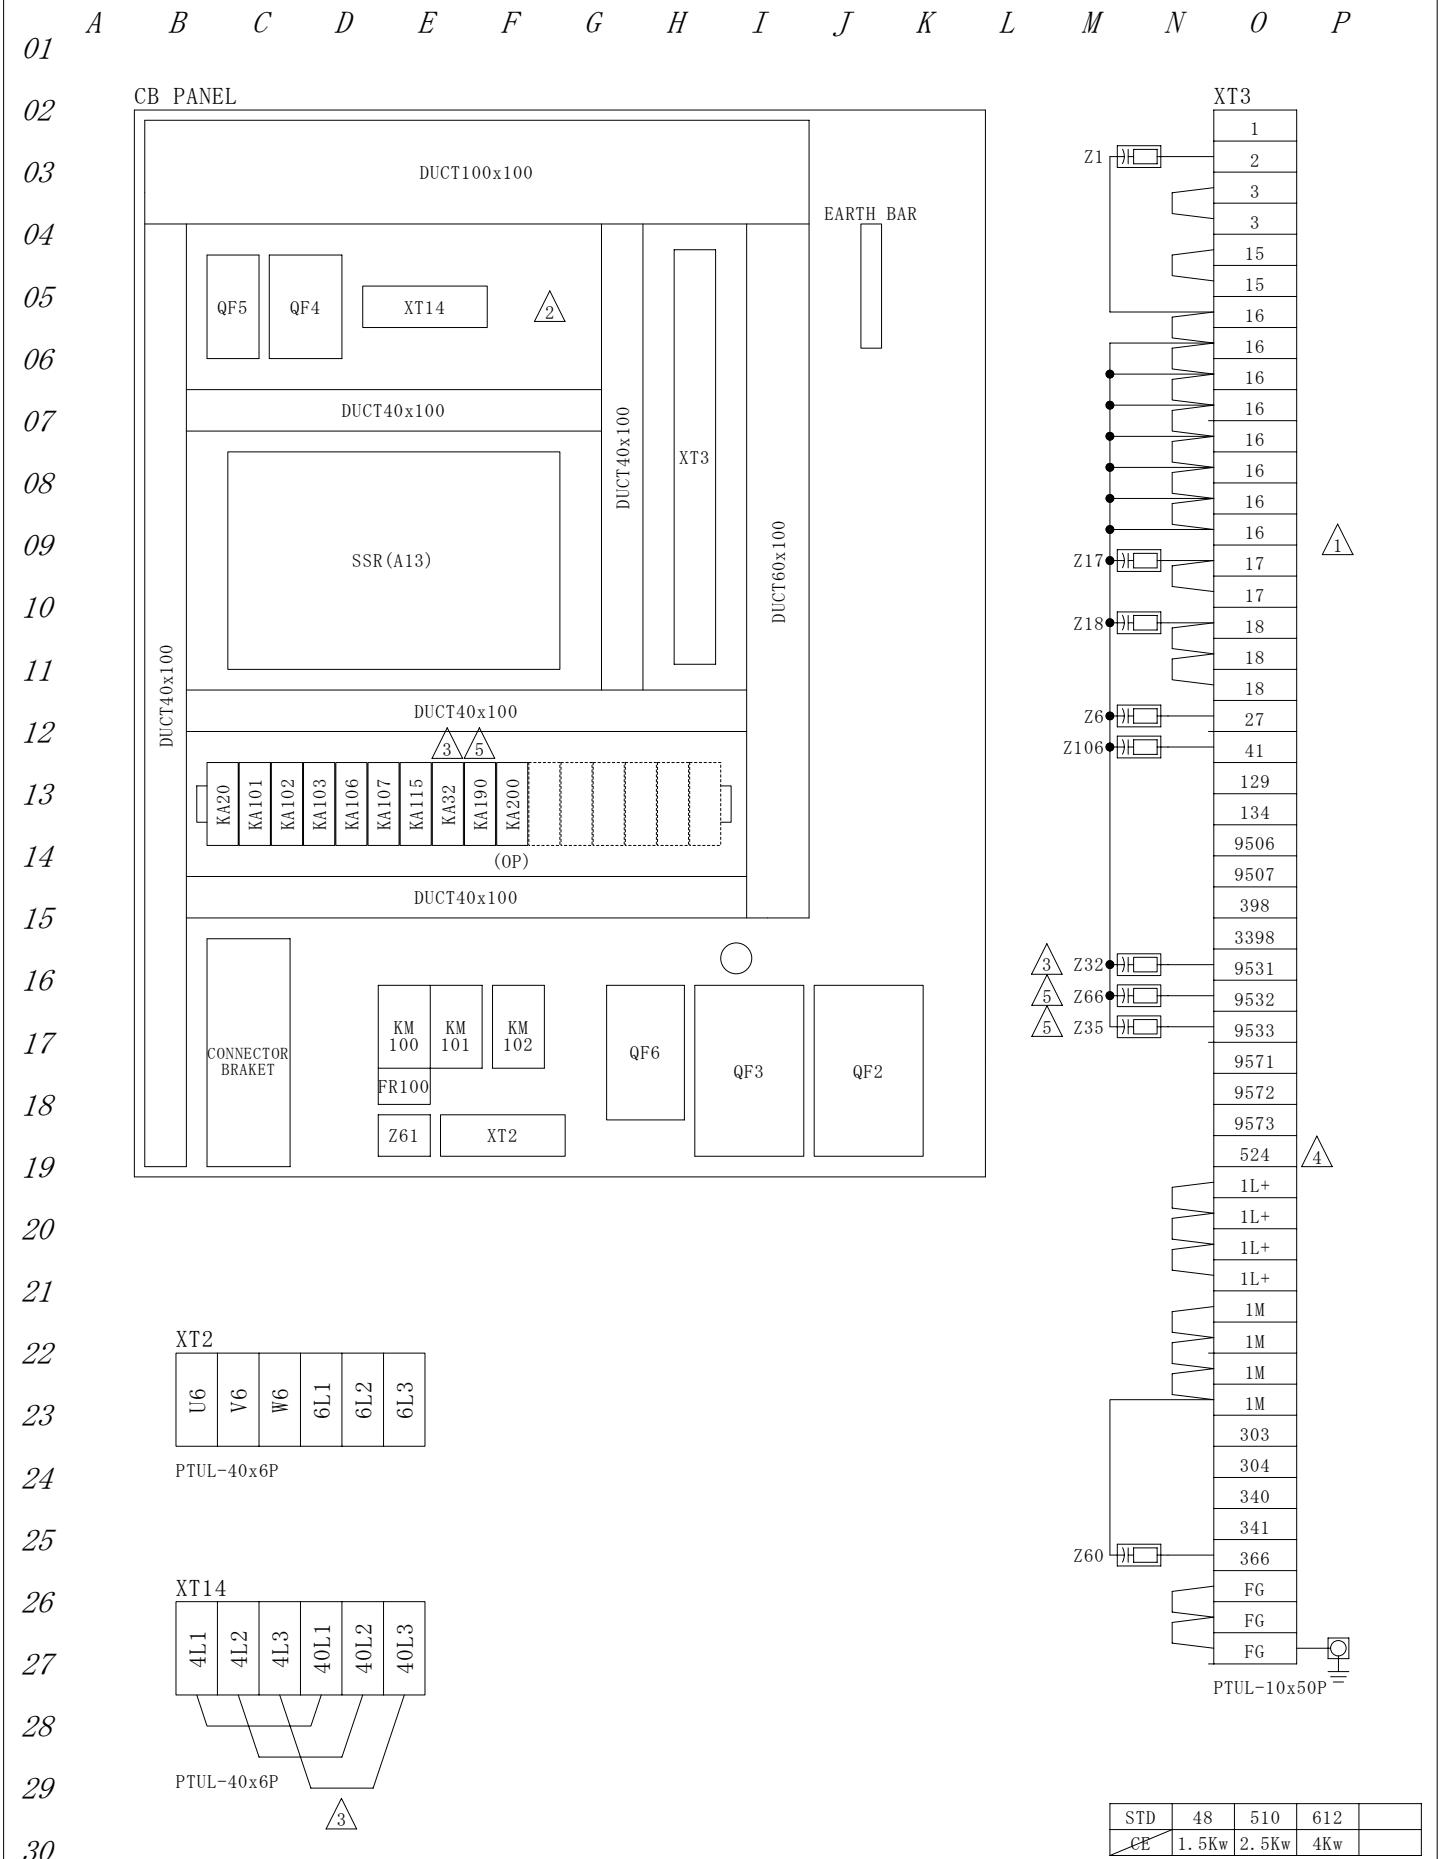 A B C D E F G H I J K L M N O P
01
02
03
04
05
06
07
08
09
10
11
12
13
14
15
16
17
18
19
20
21
22
23
24
25
26
27
28
29
30
CB PANEL
DUCT100x100
EARTH BAR
QF5
QF4
XT14
2
DUCT40x100
DUCT40x100
XT3
SSR(A13)
DUCT60x100
DUCT40x100
DUCT40x100
3
5
KA20
KA101
KA102
KA103
KA106
KA107
KA115
KA32
KA190
KA200
(OP)
DUCT40x100
CONNECTOR
BRAKET
KM
100
KM
101
KM
102
FR100
Z61
XT2
QF6
QF3
QF2
XT2
U6
V6
W6
6L1
6L2
6L3
PTUL-40x6P
XT14
4L1
4L2
4L3
40L1
40L2
40L3
PTUL-40x6P
3
XT3
1
Z1
2
3
3
15
15
16
16
16
16
16
16
16
16
1
Z17
17
17
Z18
18
18
18
Z6
27
Z106
41
129
134
9506
9507
398
3398
3
Z32
9531
5
Z66
9532
5
Z35
9533
9571
9572
9573
524
4
1L+
1L+
1L+
1L+
1M
1M
1M
1M
303
304
340
341
Z60
366
FG
FG
FG
PTUL-10x50P
STD 48 510 612
CE 1.5Kw 2.5Kw 4Kw